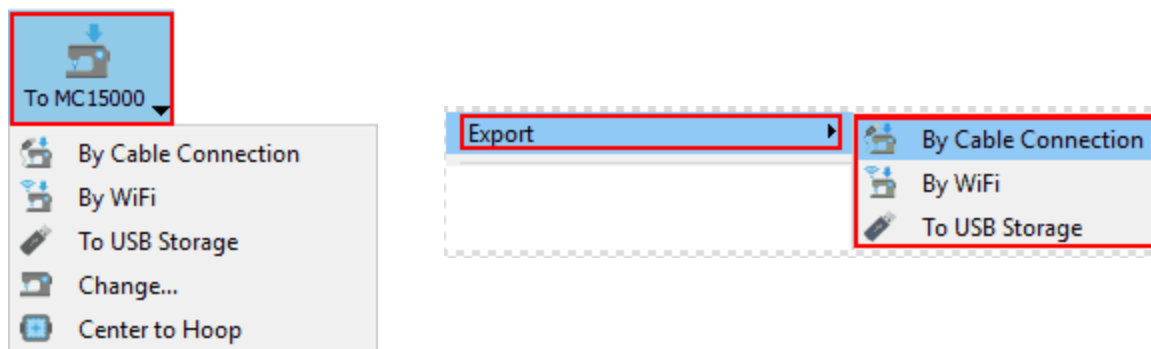 To MC15000
By Cable Connection
By WiFi
To USB Storage
Change...
Center to Hoop
Export
By Cable Connection
By WiFi
To USB Storage